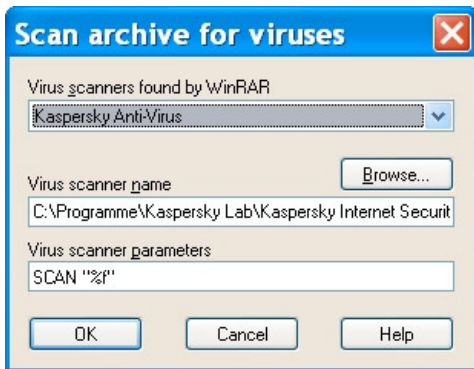 Scan archive for viruses
Virus scanners found by WinRAR
Kaspersky Anti-Virus
Browse...
Virus scanner name
C:\Programme\Kaspersky Lab\Kaspersky Internet Securit
Virus scanner parameters
SCAN "%f"
OK Cancel Help